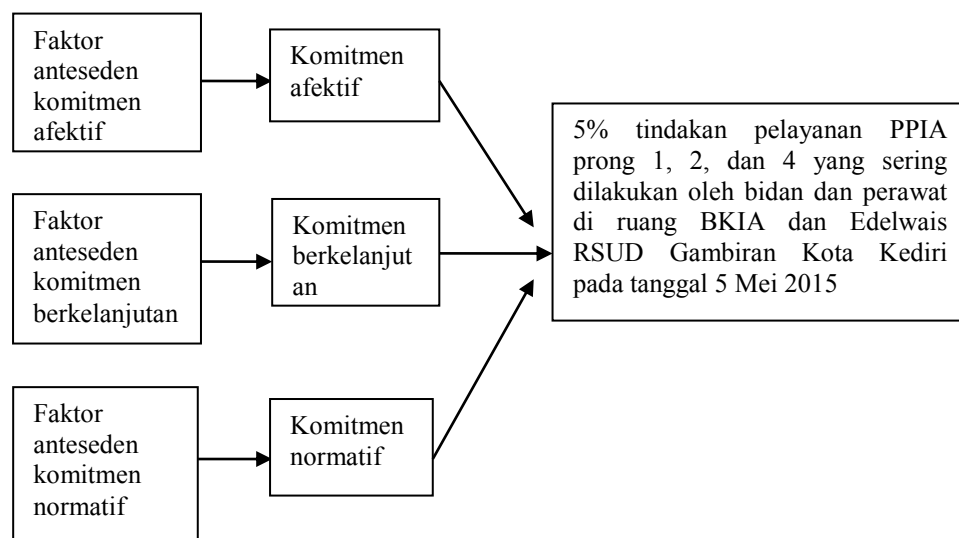 Faktor
anteseden
komitmen
afektif
Komitmen
afektif
5% tindakan pelayanan PPIA
prong 1, 2, dan 4 yang sering
dilakukan oleh bidan dan perawat
di ruang BKIA dan Edelwais
RSUD Gambiran Kota Kediri
pada tanggal 5 Mei 2015
Faktor
anteseden
komitmen
berkelanjutan
Komitmen
berkelanjut
an
Faktor
anteseden
komitmen
normatif
Komitmen
normatif